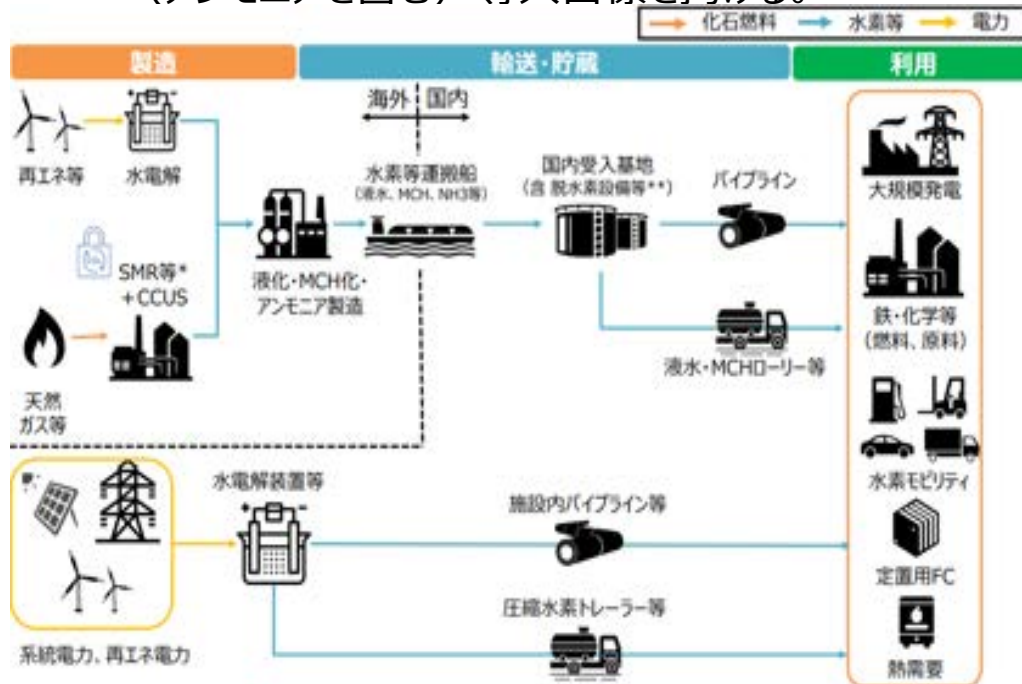 化石燃料 水素等 電力
製造 輸送・貯蔵 利用
海外 国内
再エネ等
水電解
水素等運搬船
(液水、MCH、NH3等)
国内受入基地
(含 脱水素設備等**)
パイプライン
大規模発電
SMR等*
+CCUS
液化・MCH化・
アンモニア製造
鉄・化学等
(燃料、原料)
液水・MCHローリー等
天然
ガス等
水電解装置等
施設内パイプライン等
水素モビリティ
定置用FC
圧縮水素トレーラー等
系統電力、再エネ電力
熱需要